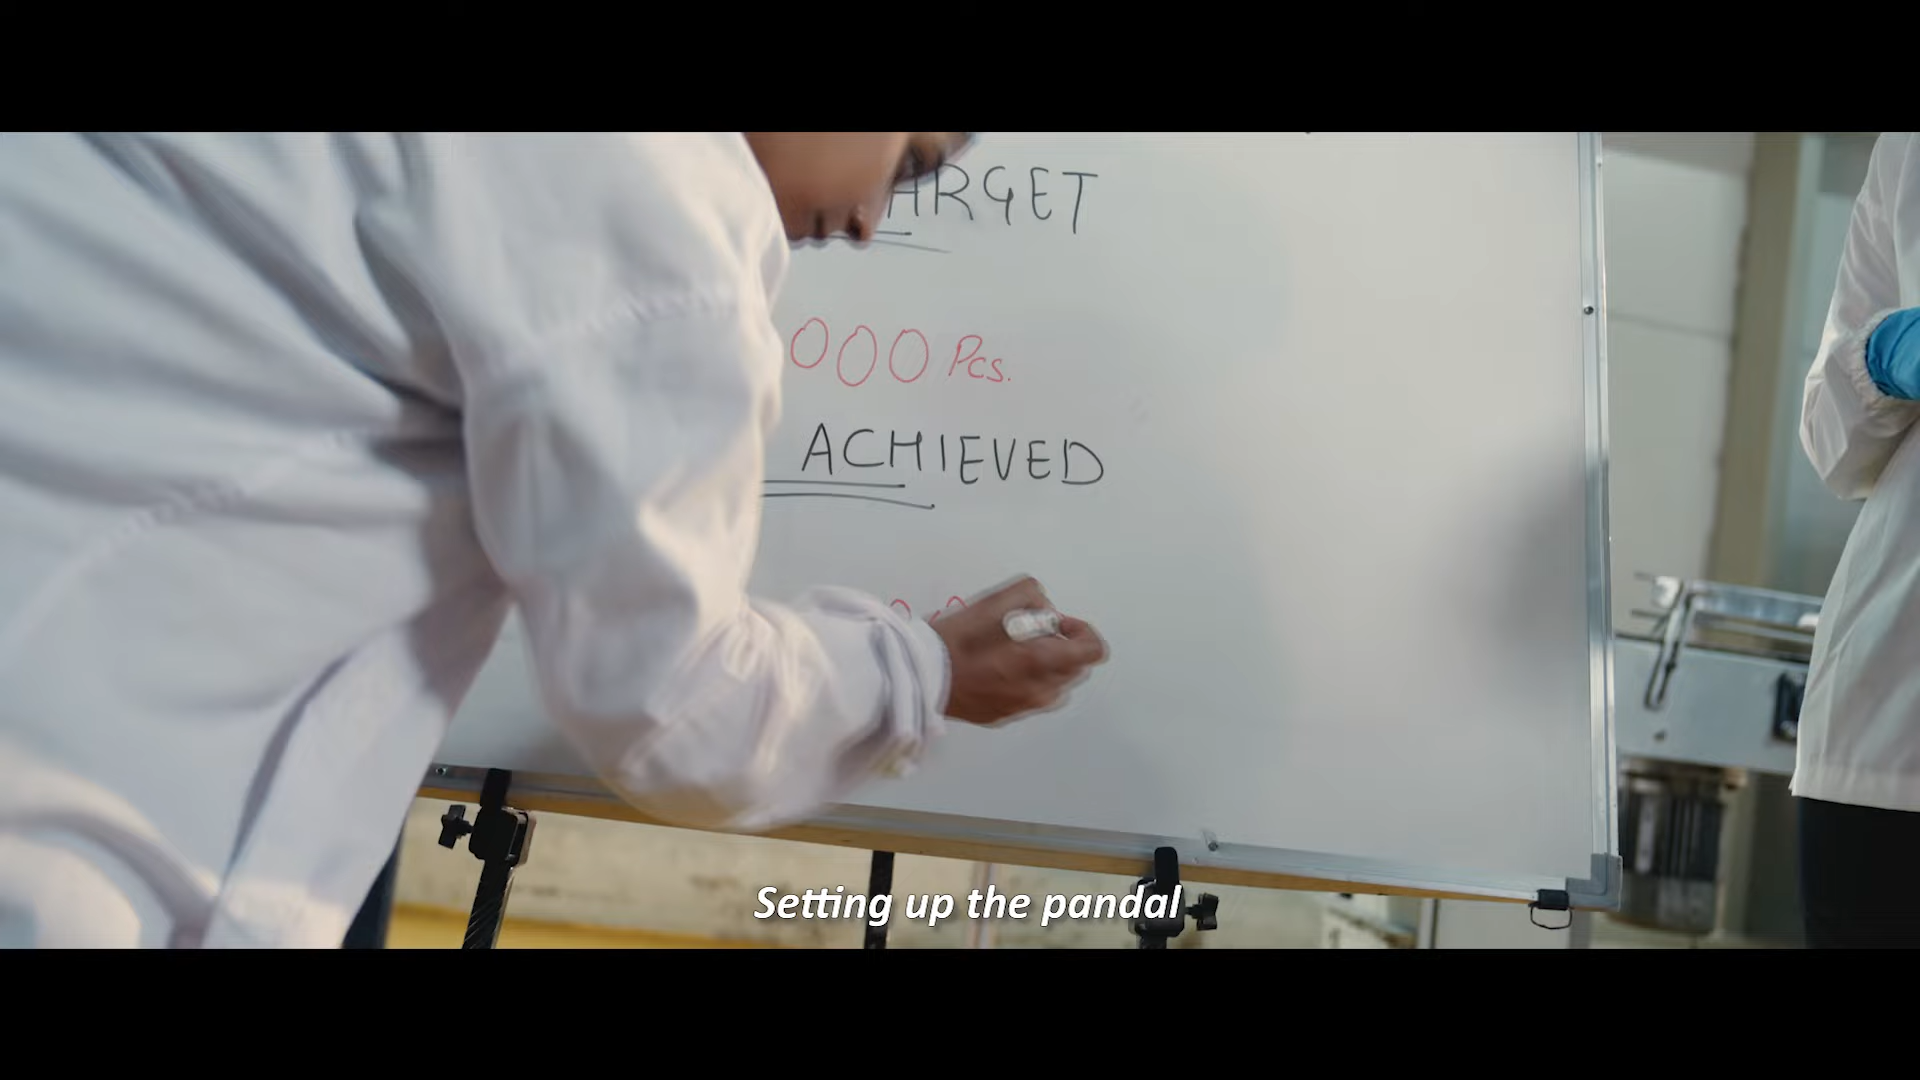 ARGET
000 Pcs.
ACHIEVED
Setting up the pandal